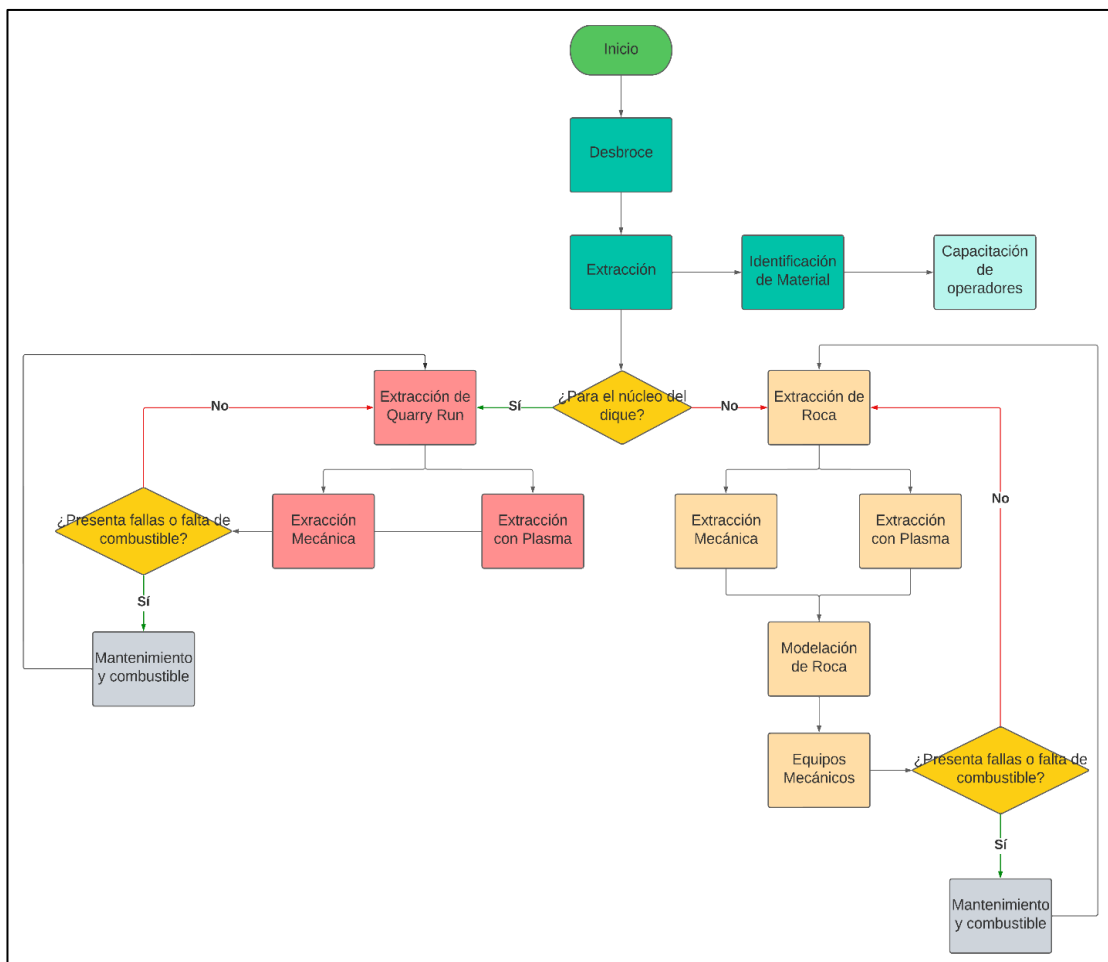 Inicio
Desbroce
Extracción
Identificación
de Material
Capacitación
de
operadores
Extracción de
Quarry Run
Sí
¿Para el núcleo del
dique?
No
Extracción de
Roca
No
¿Presenta fallas o falta de
combustible?
Extracción
Mecánica
Extracción
con Plasma
Extracción
Mecánica
Extracción
con Plasma
No
Sí
Mantenimiento
y combustible
Modelación
de Roca
Equipos
Mecánicos
¿Presenta fallas o falta de
combustible?
Sí
Mantenimiento
y combustible